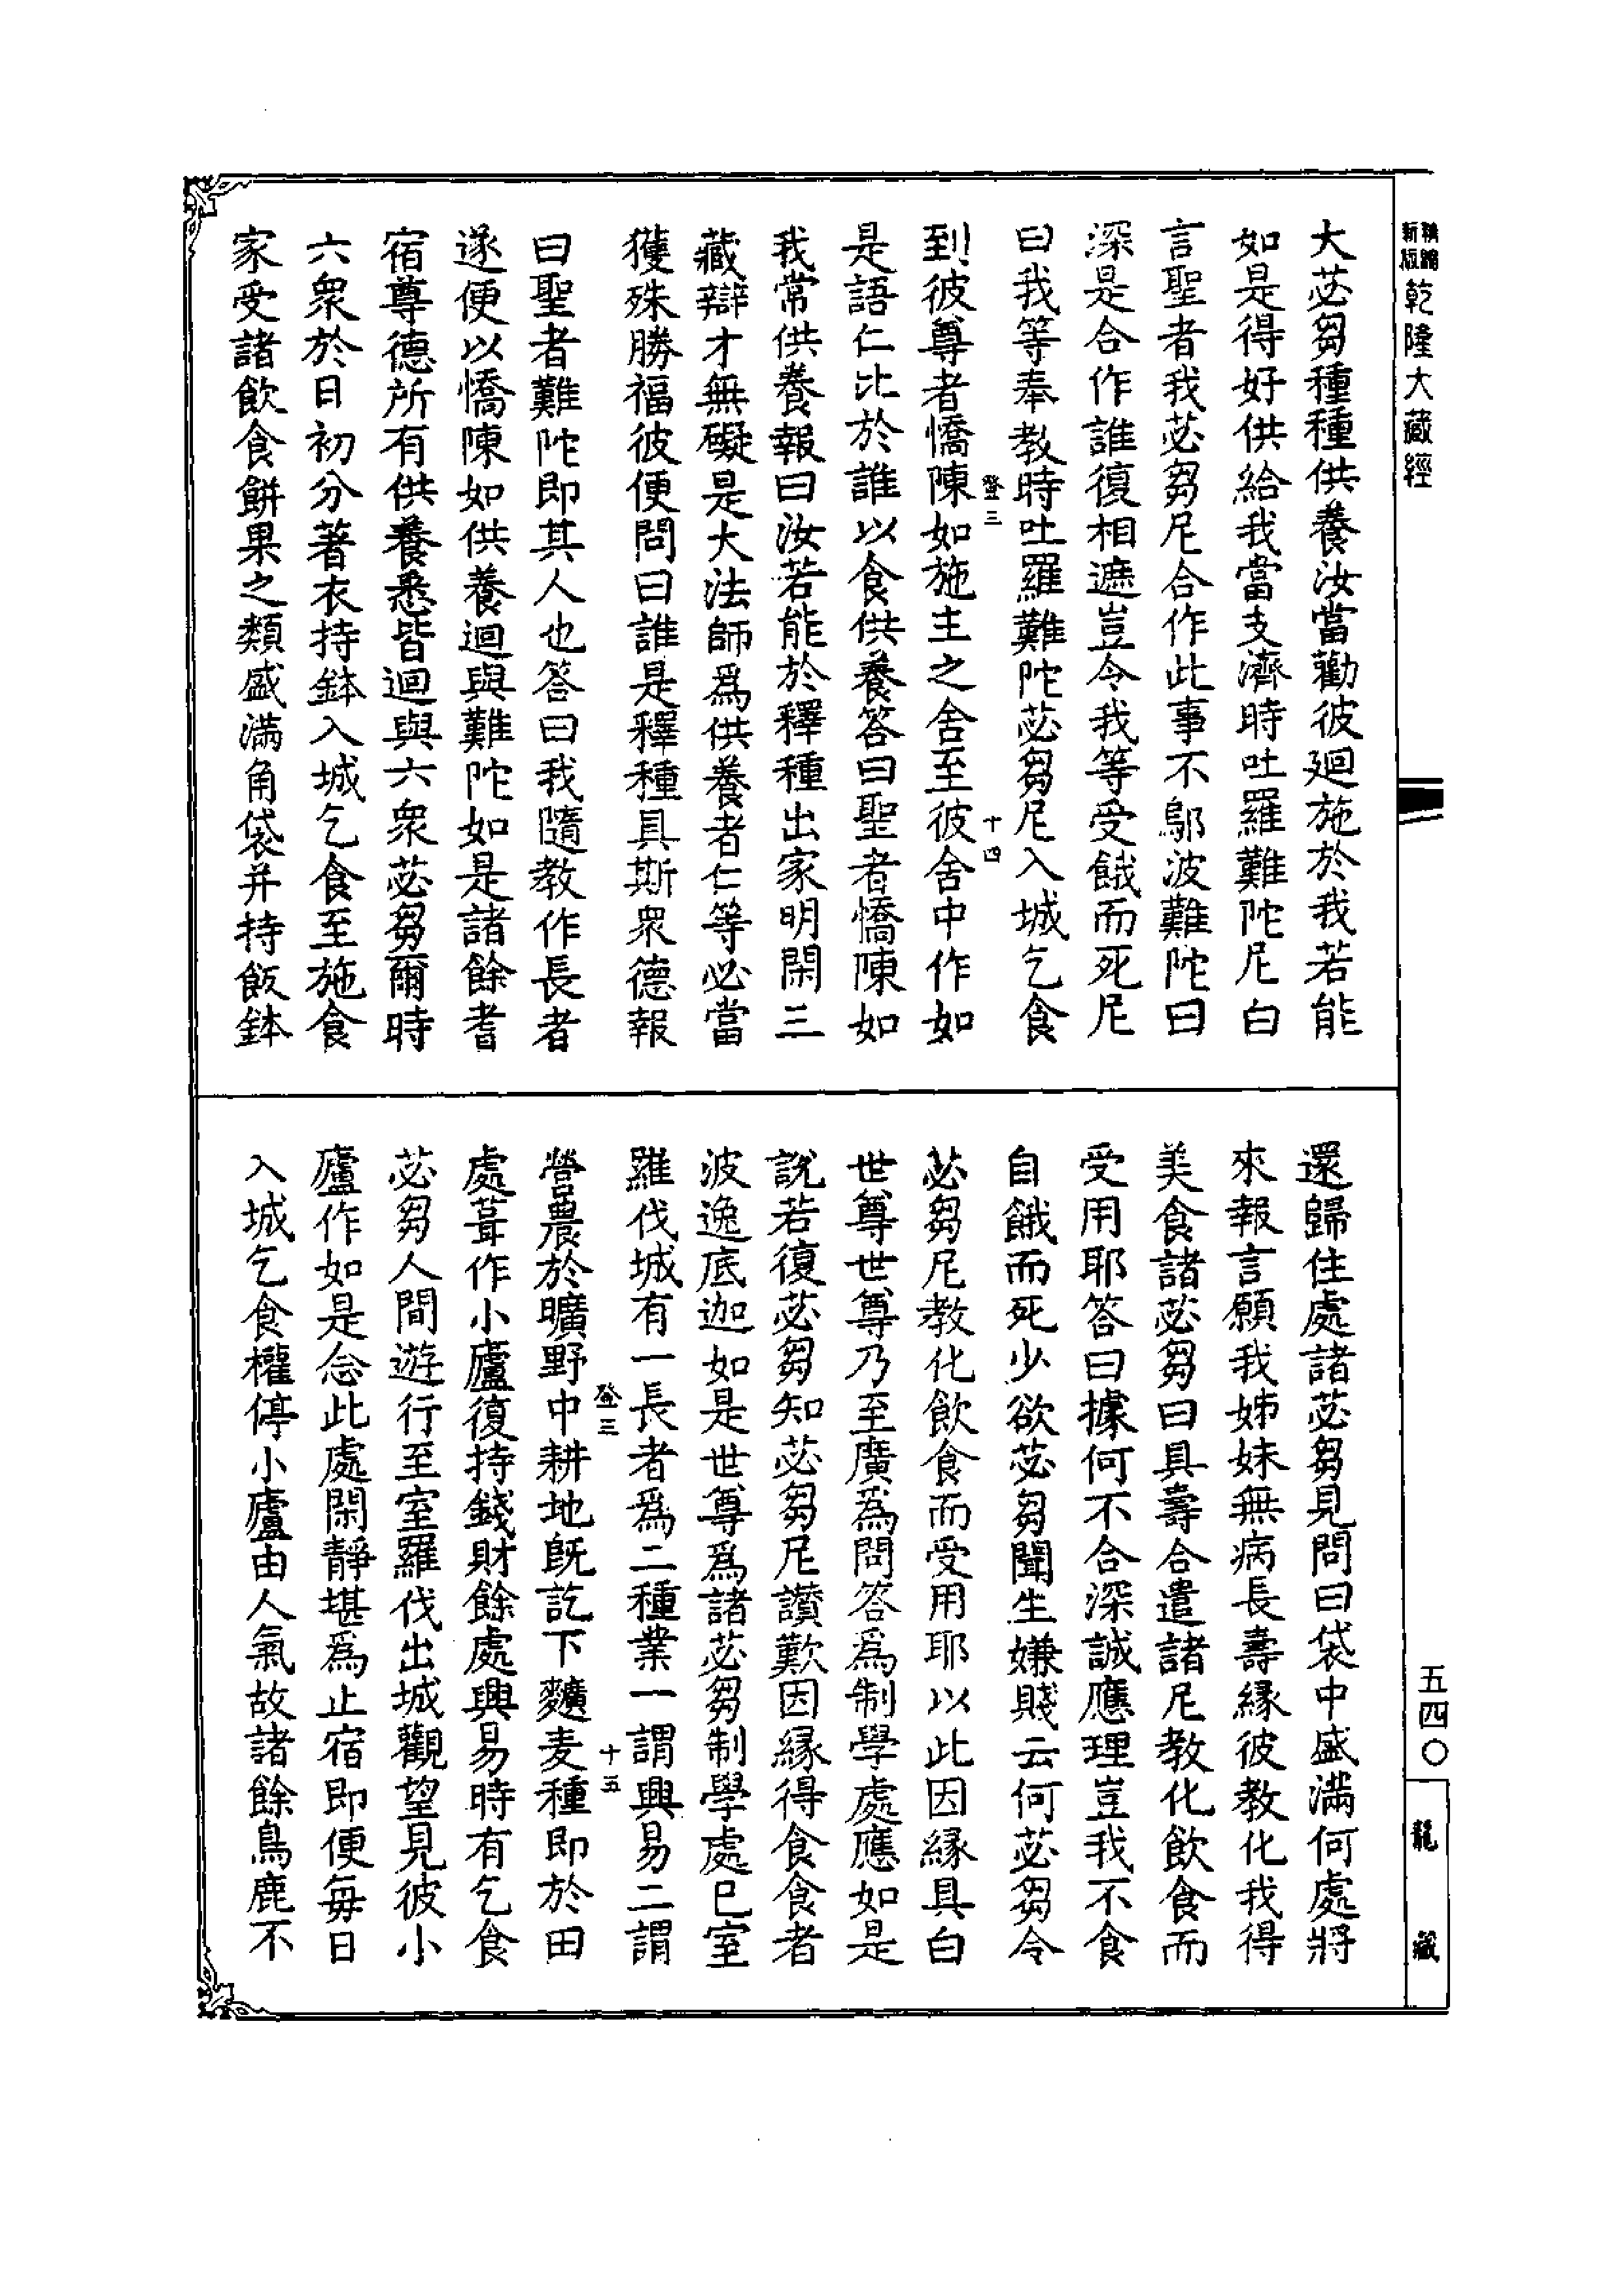 新版
乾隆大藏經
大苾芻種種供養汝當勸彼迴施於我若能
如是得好供給我當支濟時吐羅難陀尼白
言聖者我苾芻尼合作此事不鄔波難陀曰
深是合作誰復相遮豈令我等受餓而死尼
曰我等奉教時吐羅難陀苾芻尼入城乞食
登三
十四
到彼尊者憍陳如施主之舍至彼舍中作如
是語仁比於誰以食供養答曰聖者憍陳如
我常供養報曰汝若能於釋種出家明閑三
藏辯才無礙是大法師爲供養者仁等必當
獲殊勝福彼便問曰誰是釋種具斯衆德報
曰聖者難陀即其人也答曰我隨教作長者
遂便以憍陳如供養迴與難陀如是諸餘耆
宿尊德所有供養悉皆迴與六衆苾芻爾時
六衆於日初分著衣持鉢入城乞食至施食
家受諸飲食餅果之類盛滿角袋并持飯鉢
還歸住處諸苾芻見問曰袋中盛滿何處將
來報言願我姊妹無病長壽緣彼教化我得
美食諸苾芻曰具壽合遣諸尼教化飲食而
受用耶答曰據何不合深誠應理豈我不食
自餓而死少欲苾芻聞生嫌賤云何苾芻令
苾芻尼教化飲食而受用耶以此因緣具白
世尊世尊乃至廣爲問答爲制學處應如是
說若復苾芻知苾芻尼讚歎因緣得食食者
波逸底迦如是世尊爲諸苾芻制學處已室
羅伐城有一長者爲二種業一謂興易二謂
登三
十五
營農於曠野中耕地既訖下䵃麦種即於田
處葺作小廬復持錢財餘處興易時有乞食
苾芻人間遊行至室羅伐出城觀望見彼小
廬作如是念此處閑靜堪爲止宿即便每日
入城乞食權停小廬由人氣故諸餘鳥鹿不
五四〇
龍藏